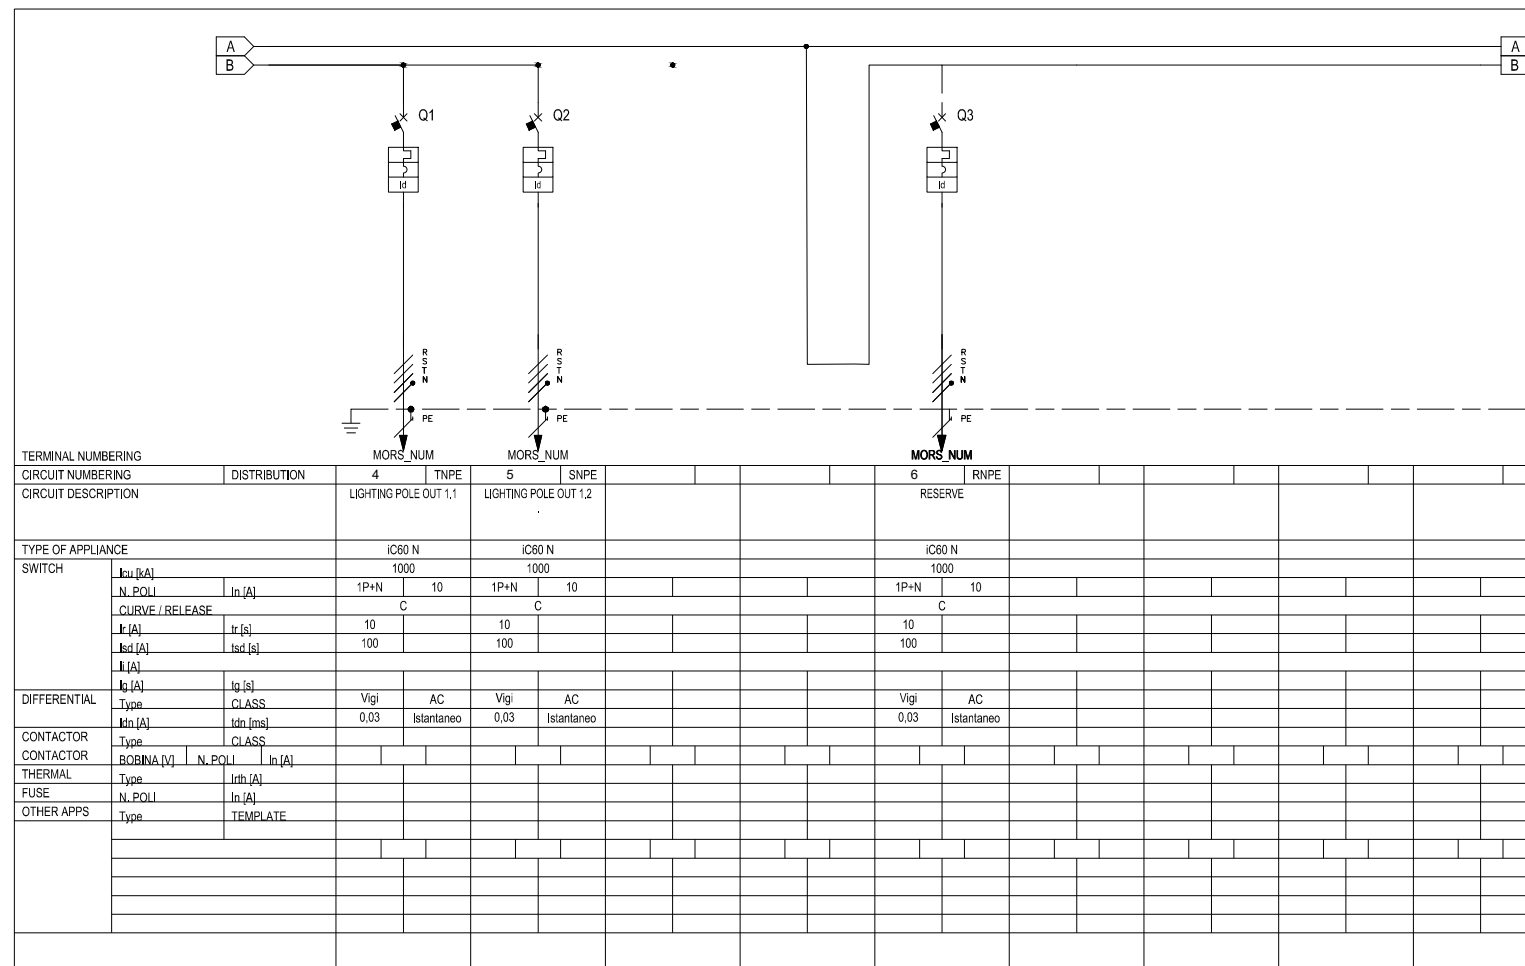 A A
B B
Q1 Q2 Q3
Id Id Id
R R R
S S S
T T T
N N N
PE PE PE
TERMINAL NUMBERING MORS_NUM MORS_NUM MORS_NUM
CIRCUIT NUMBERING DISTRIBUTION 4 TNPE 5 SNPE 6 RNPE
CIRCUIT DESCRIPTION LIGHTING POLE OUT 1,1 LIGHTING POLE OUT 1,2 RESERVE
.
TYPE OF APPLIANCE iC60 N iC60 N iC60 N
SWITCH Icu [kA] 1000 1000 1000
N. POLI In [A] 1P+N 10 1P+N 10 1P+N 10
CURVE / RELEASE C C C
Ir [A] tr [s] 10 10 10
Isd [A] tsd [s] 100 100 100
Ii [A]
Ig [A] tg [s]
DIFFERENTIAL Type CLASS Vigi AC Vigi AC Vigi AC
Idn [A] tdn [ms] 0,03 Istantaneo 0,03 Istantaneo 0,03 Istantaneo
CONTACTOR Type CLASS
CONTACTOR BOBINA [V] N. POLI In [A]
THERMAL Type Irth [A]
FUSE N. POLI In [A]
OTHER APPS Type TEMPLATE